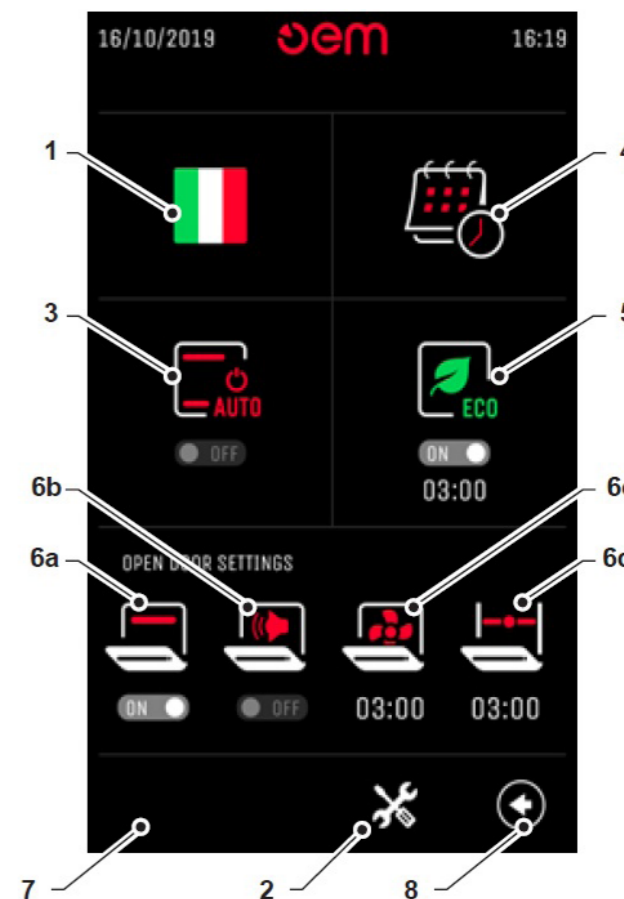 16/10/2019 oem 16:19
1
4
3
5
AUTO
ECO
OFF
ON
03:00
6b
6a
OPEN DOOR SETTINGS
ON
OFF
03:00
03:00
7
2
8